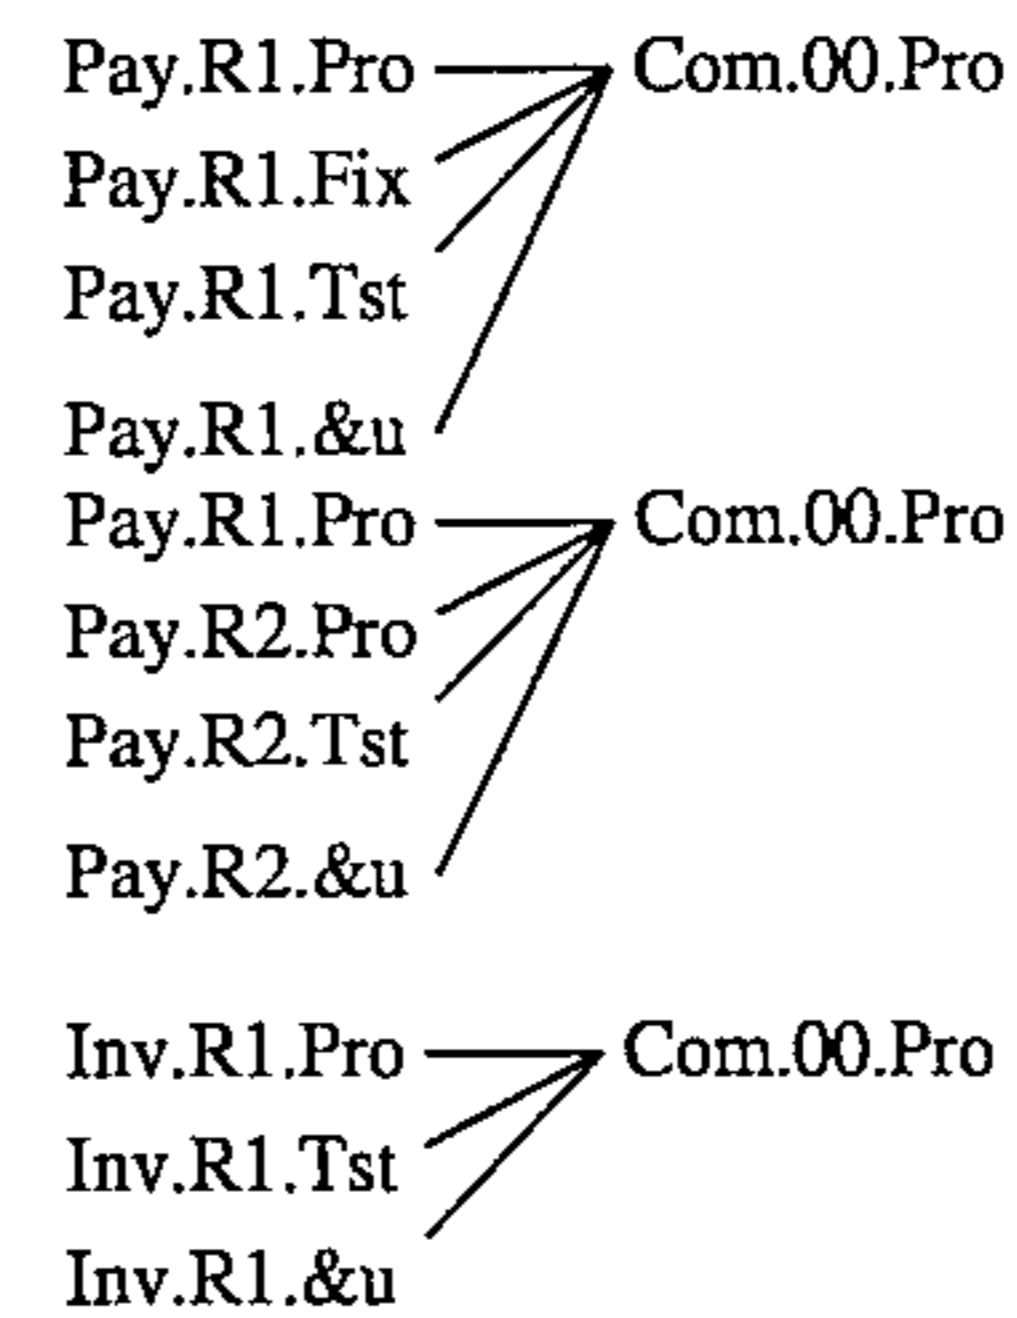 Pay.R1.Pro Com.00.Pro
Pay.R1.Fix
Pay.R1.Tst
Pay.R1.&u
Pay.R1.Pro Com.00.Pro
Pay.R2.Pro
Pay.R2.Tst
Pay.R2.&u
Inv.R1.Pro Com.00.Pro
Inv.R1.Tst
Inv.R1.&u